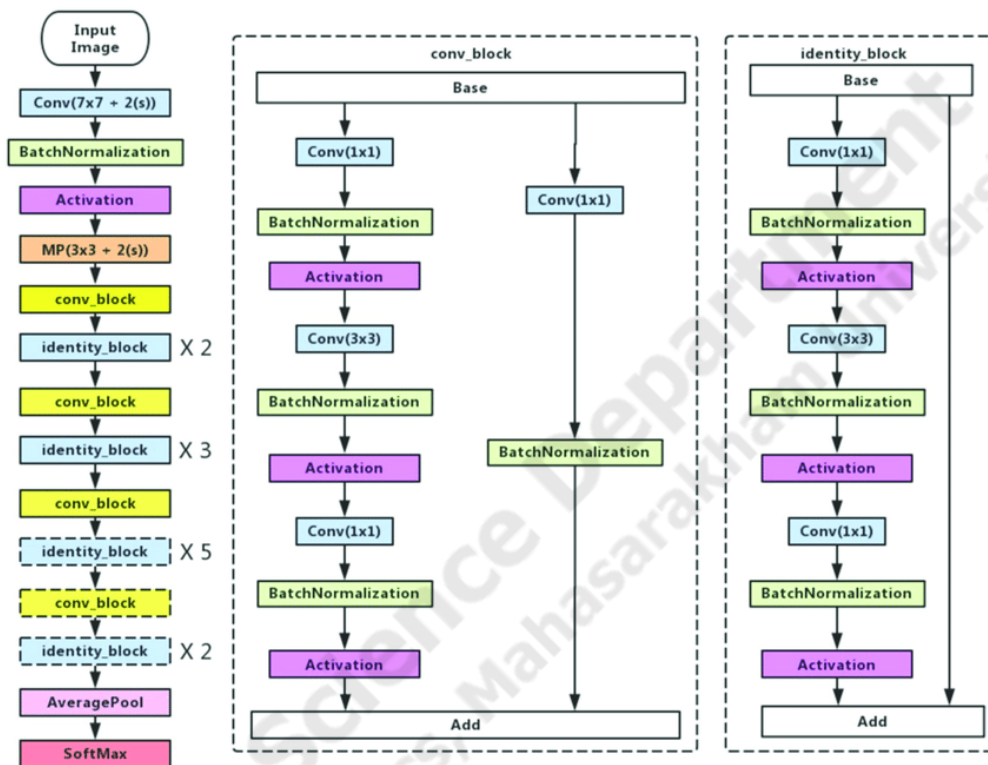 Input
Image
Conv(7x7 + 2(s))
BatchNormalization
Activation
MP(3x3 + 2(s))
conv_block
identity_block X 2
conv_block
identity_block X 3
conv_block
identity_block X 5
conv_block
identity_block X 2
AveragePool
SoftMax
conv_block
Base
Conv(1x1)
BatchNormalization
Activation
Conv(3x3)
BatchNormalization
Activation
Conv(1x1)
BatchNormalization
Activation
Conv(1x1)
BatchNormalization
Add
identity_block
Base
Conv(1x1)
BatchNormalization
Activation
Conv(3x3)
BatchNormalization
Activation
Conv(1x1)
BatchNormalization
Activation
Add
Science Department
Mahasarakham